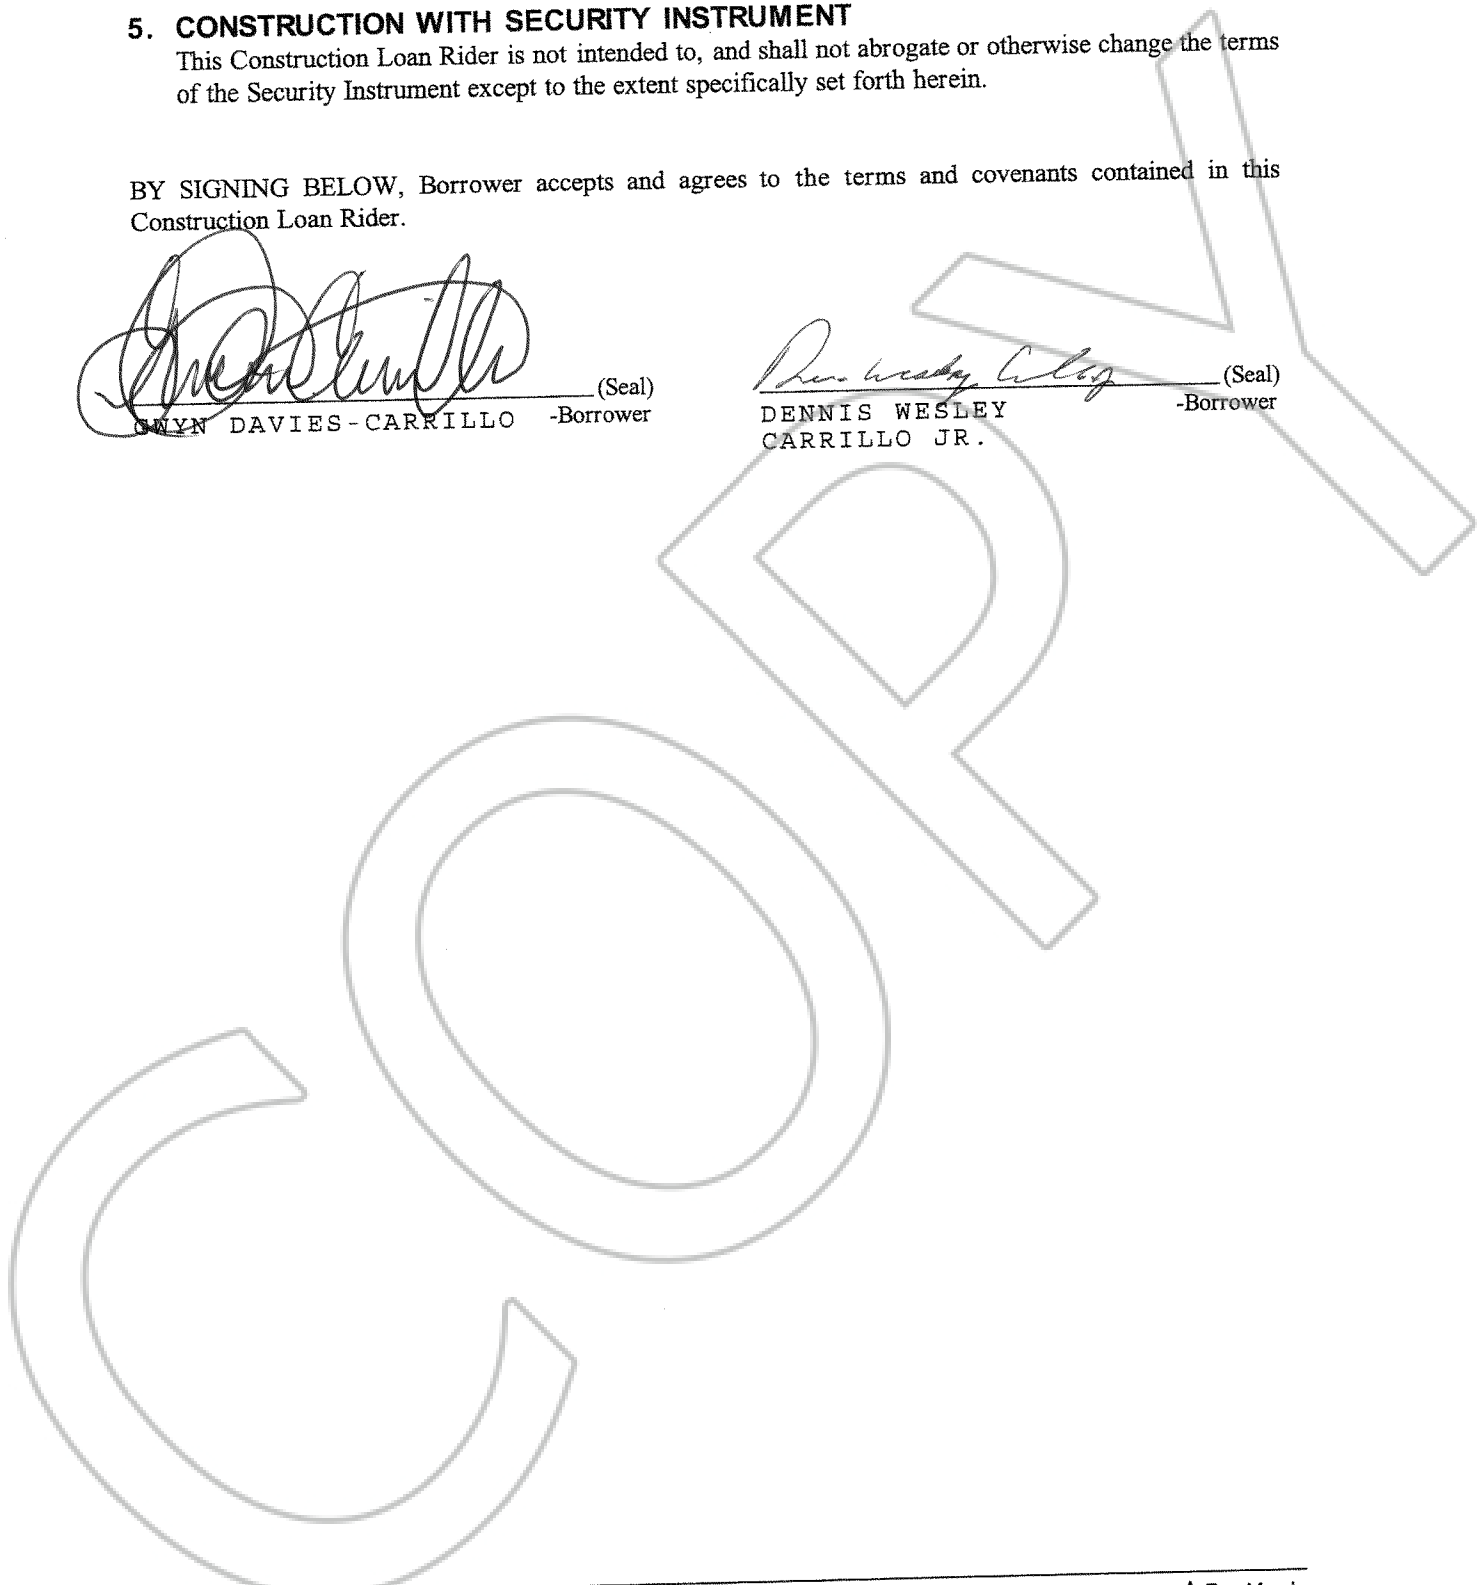 5. CONSTRUCTION WITH SECURITY INSTRUMENT
This Construction Loan Rider is not intended to, and shall not abrogate or otherwise change the terms
of the Security Instrument except to the extent specifically set forth herein.
BY SIGNING BELOW, Borrower accepts and agrees to the terms and covenants contained in this
Construction Loan Rider.
(Seal) (Seal)
GWYN DAVIES-CARRILLO -Borrower DENNIS WESLEY -Borrower
CARRILLO JR.
COPY